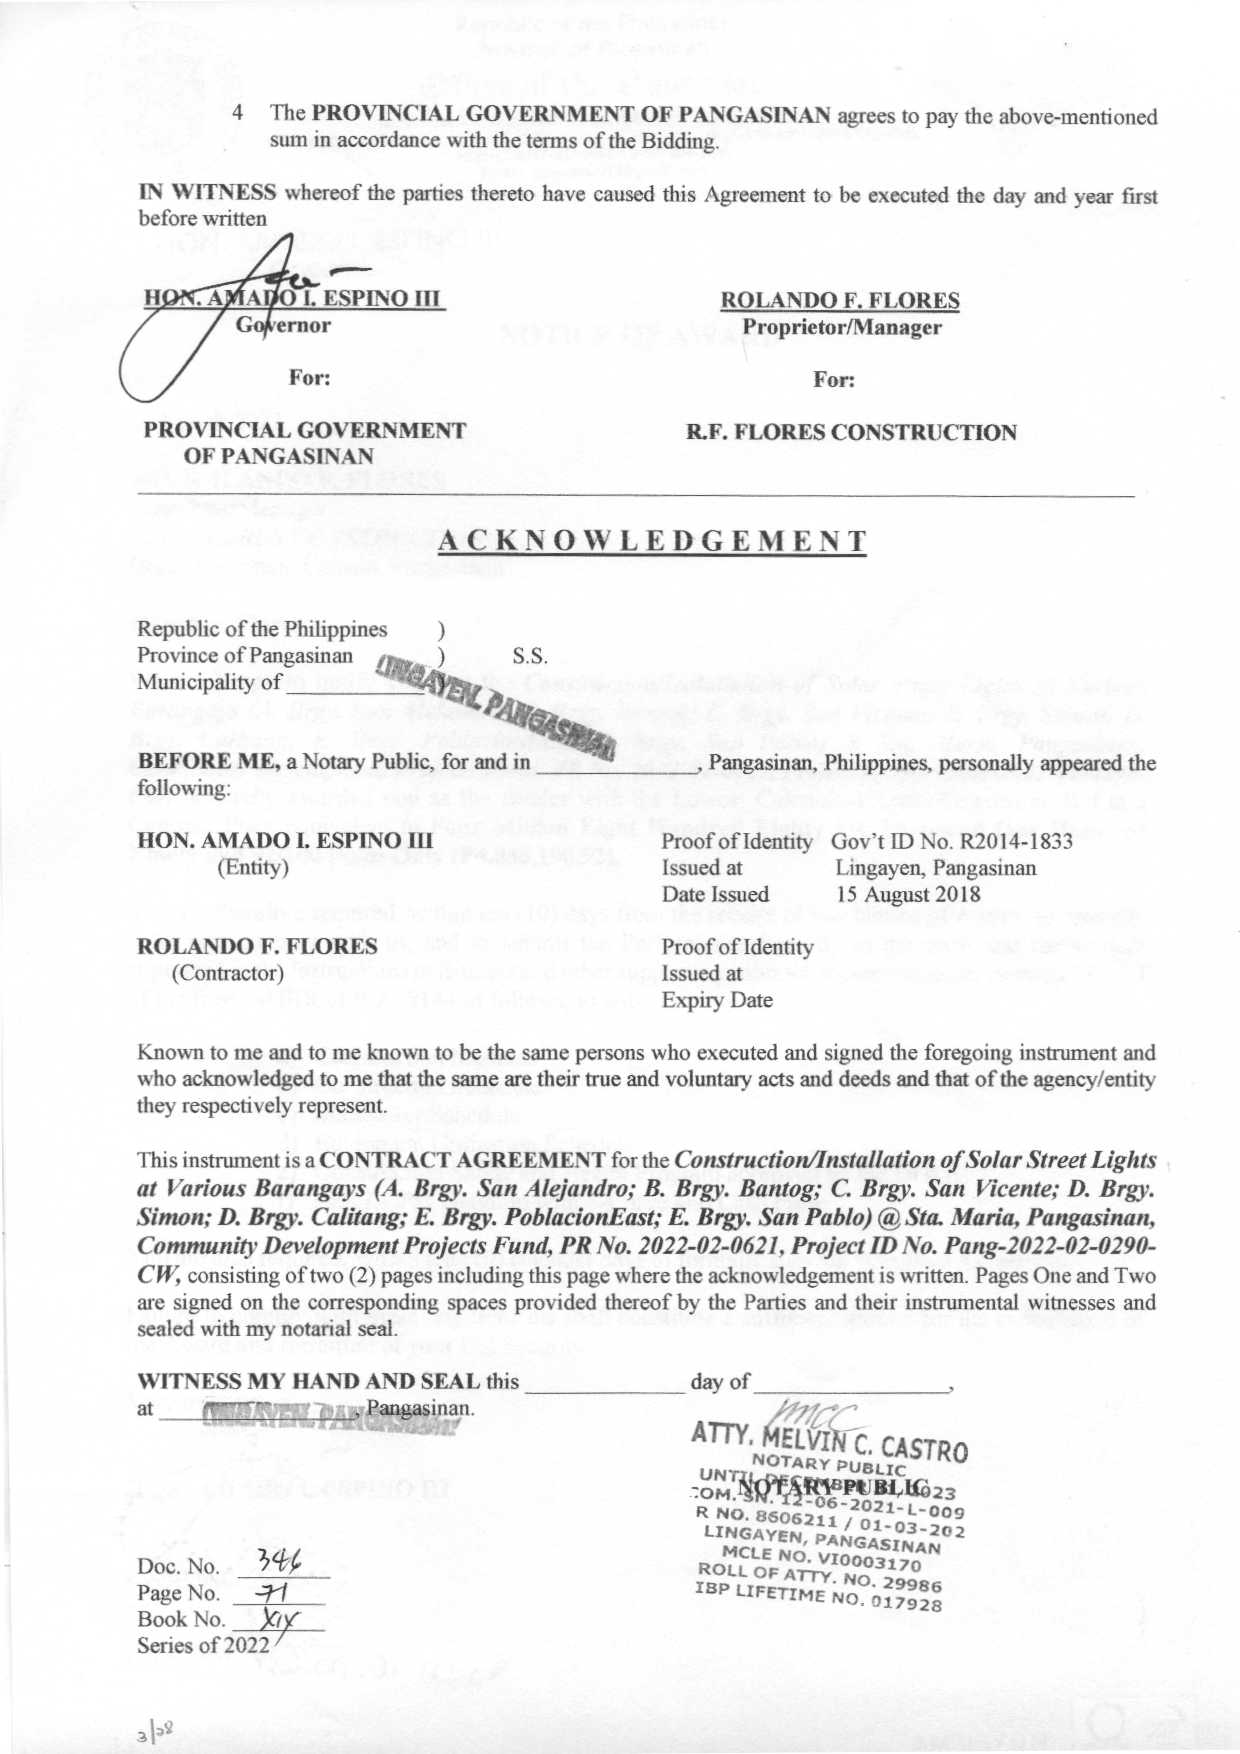 4 The PROVINCIAL GOVERNMENT OF PANGASINAN agrees to pay the above-mentioned
sum in accordance with the terms of the Bidding.
IN WITNESS whereof the parties thereto have caused this Agreement to be executed the day and year first
before written
HON. AMADO I. ESPINO III
Governor
For:
PROVINCIAL GOVERNMENT
OF PANGASINAN
ROLANDO F. FLORES
Proprietor/Manager
For:
R.F. FLORES CONSTRUCTION
ACKNOWLEDGEMENT
Republic of the Philippines )
Province of Pangasinan ) S.S.
Municipality of LINGAYEN, PANGASINAN
BEFORE ME, a Notary Public, for and in ______________, Pangasinan, Philippines, personally appeared the
following:
HON. AMADO I. ESPINO III Proof of Identity Gov't ID No. R2014-1833
(Entity) Issued at Lingayen, Pangasinan
Date Issued 15 August 2018
ROLANDO F. FLORES Proof of Identity
(Contractor) Issued at
Expiry Date
Known to me and to me known to be the same persons who executed and signed the foregoing instrument and
who acknowledged to me that the same are their true and voluntary acts and deeds and that of the agency/entity
they respectively represent.
This instrument is a CONTRACT AGREEMENT for the Construction/Installation of Solar Street Lights
at Various Barangays (A. Brgy. San Alejandro; B. Brgy. Bantog; C. Brgy. San Vicente; D. Brgy.
Simon; D. Brgy. Calitang; E. Brgy. PoblacionEast; E. Brgy. San Pablo) @ Sta. Maria, Pangasinan,
Community Development Projects Fund, PR No. 2022-02-0621, Project ID No. Pang-2022-02-0290-
CW, consisting of two (2) pages including this page where the acknowledgement is written. Pages One and Two
are signed on the corresponding spaces provided thereof by the Parties and their instrumental witnesses and
sealed with my notarial seal.
WITNESS MY HAND AND SEAL this ______________ day of _________________,
at LINGAYEN, PANGASINAN, Pangasinan.
ATTY. MELVIN C. CASTRO
NOTARY PUBLIC
UNTIL DECEMBER 31, 2023
NOTARY PUBLIC
COM. SN. 12-06-2021-L-009
R NO. 8606211 / 01-03-202
LINGAYEN, PANGASINAN
MCLE NO. VI0003170
ROLL OF ATTY. NO. 29986
IBP LIFETIME NO. 017928
Doc. No. 346
Page No. 71
Book No. XIX
Series of 2022
3/28